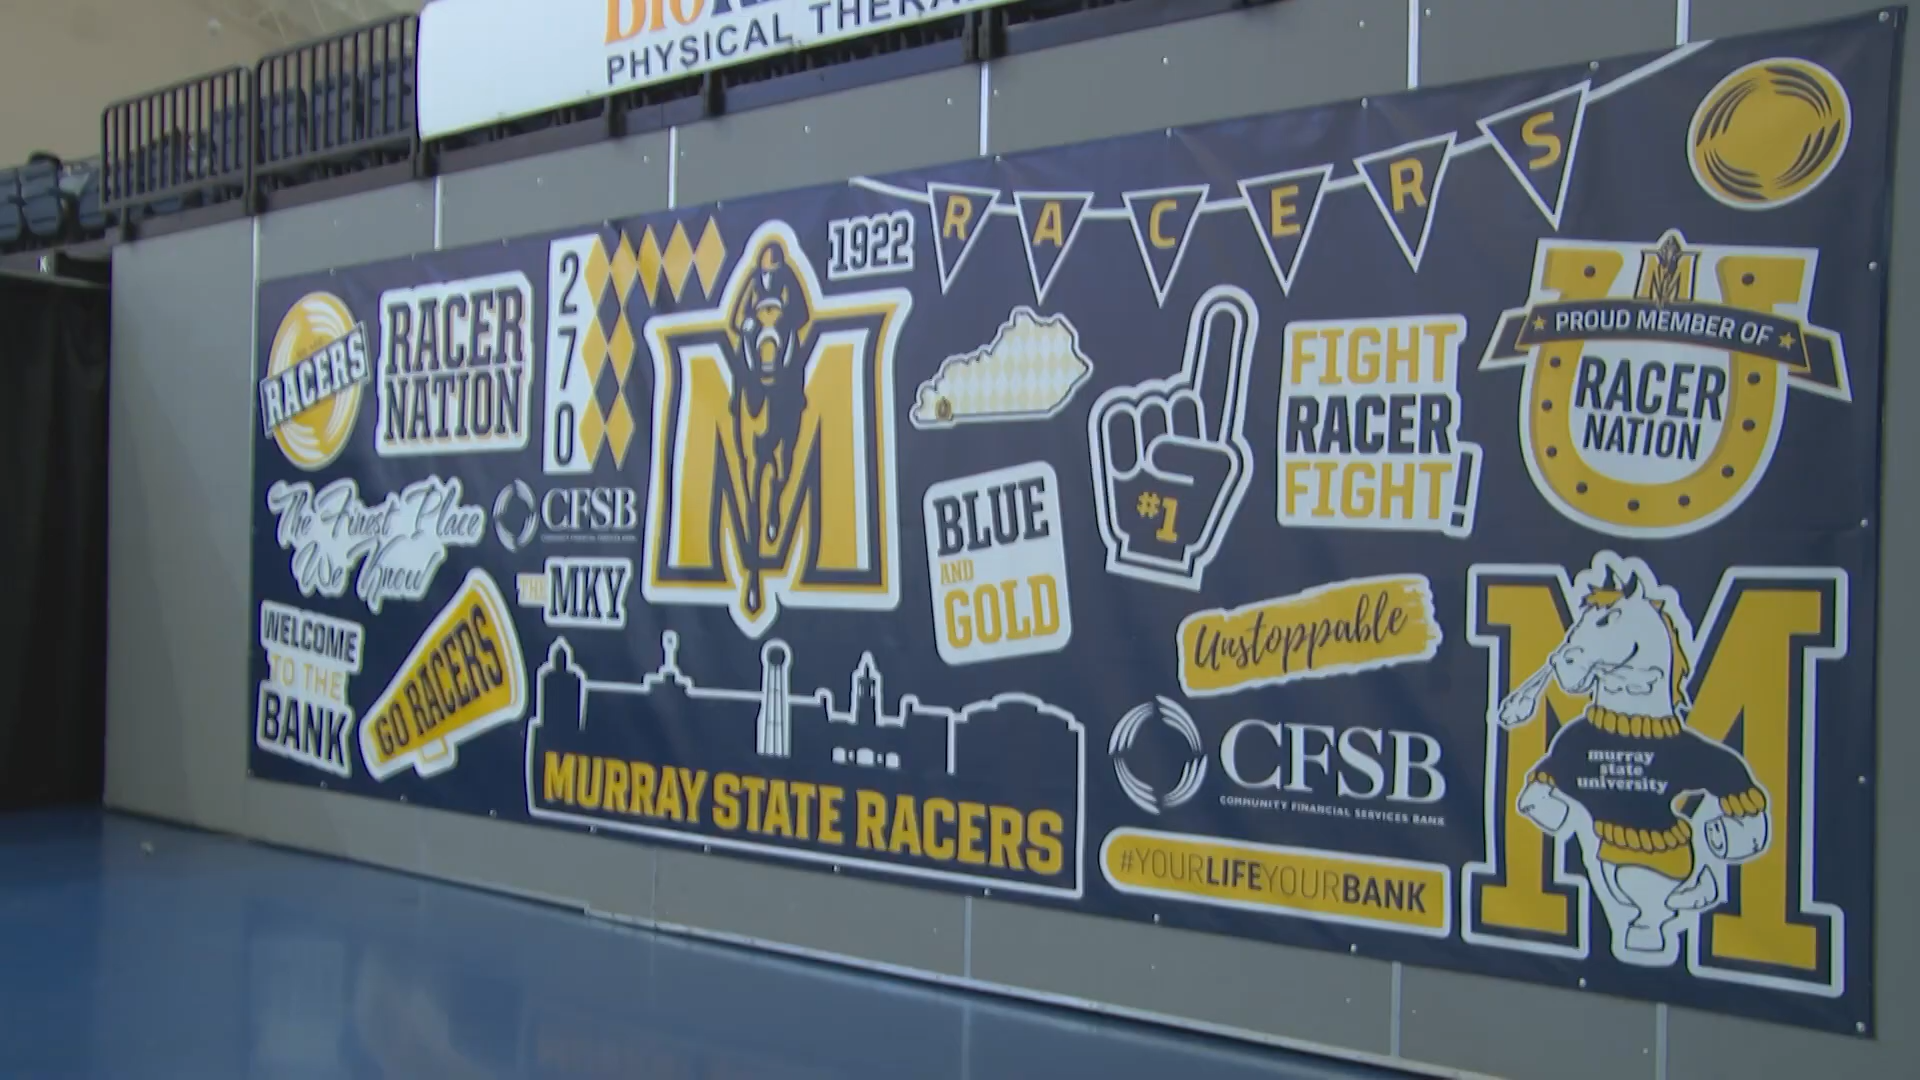 PHYSICAL THERA
R A C E R S
1922
RACERS
RACER
NATION
2
7
0
M
PROUD MEMBER OF
RACER
NATION
FIGHT
RACER
FIGHT!
#1
BLUE
AND
GOLD
The Finest Place
We Know
CFSB
THE MKY
WELCOME
TO THE
BANK
GO RACERS
MURRAY STATE RACERS
Unstoppable
CFSB
COMMUNITY FINANCIAL SERVICES BANK
#YOURLIFEYOURBANK
M
murray
state
university